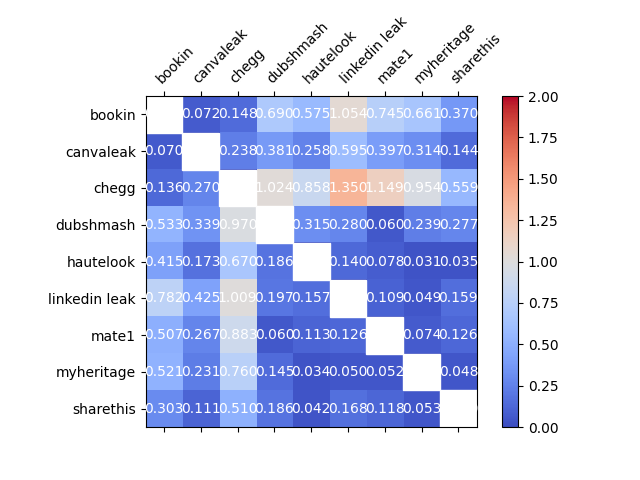 bookin canvaleak chegg dubshmash hautelook linkedin leak mate1 myheritage sharethis
bookin 0.072 0.148 0.690 0.575 1.054 0.745 0.661 0.370
canvaleak 0.070 0.238 0.381 0.258 0.595 0.397 0.314 0.144
chegg 0.136 0.270 1.024 0.858 1.350 1.149 0.954 0.559
dubshmash 0.533 0.339 0.970 0.315 0.280 0.060 0.239 0.277
hautelook 0.415 0.173 0.670 0.186 0.140 0.078 0.031 0.035
linkedin leak 0.782 0.425 1.009 0.197 0.157 0.109 0.049 0.159
mate1 0.507 0.267 0.883 0.060 0.113 0.126 0.074 0.126
myheritage 0.521 0.231 0.760 0.145 0.034 0.050 0.052 0.048
sharethis 0.303 0.111 0.510 0.186 0.042 0.168 0.118 0.053
2.00
1.75
1.50
1.25
1.00
0.75
0.50
0.25
0.00